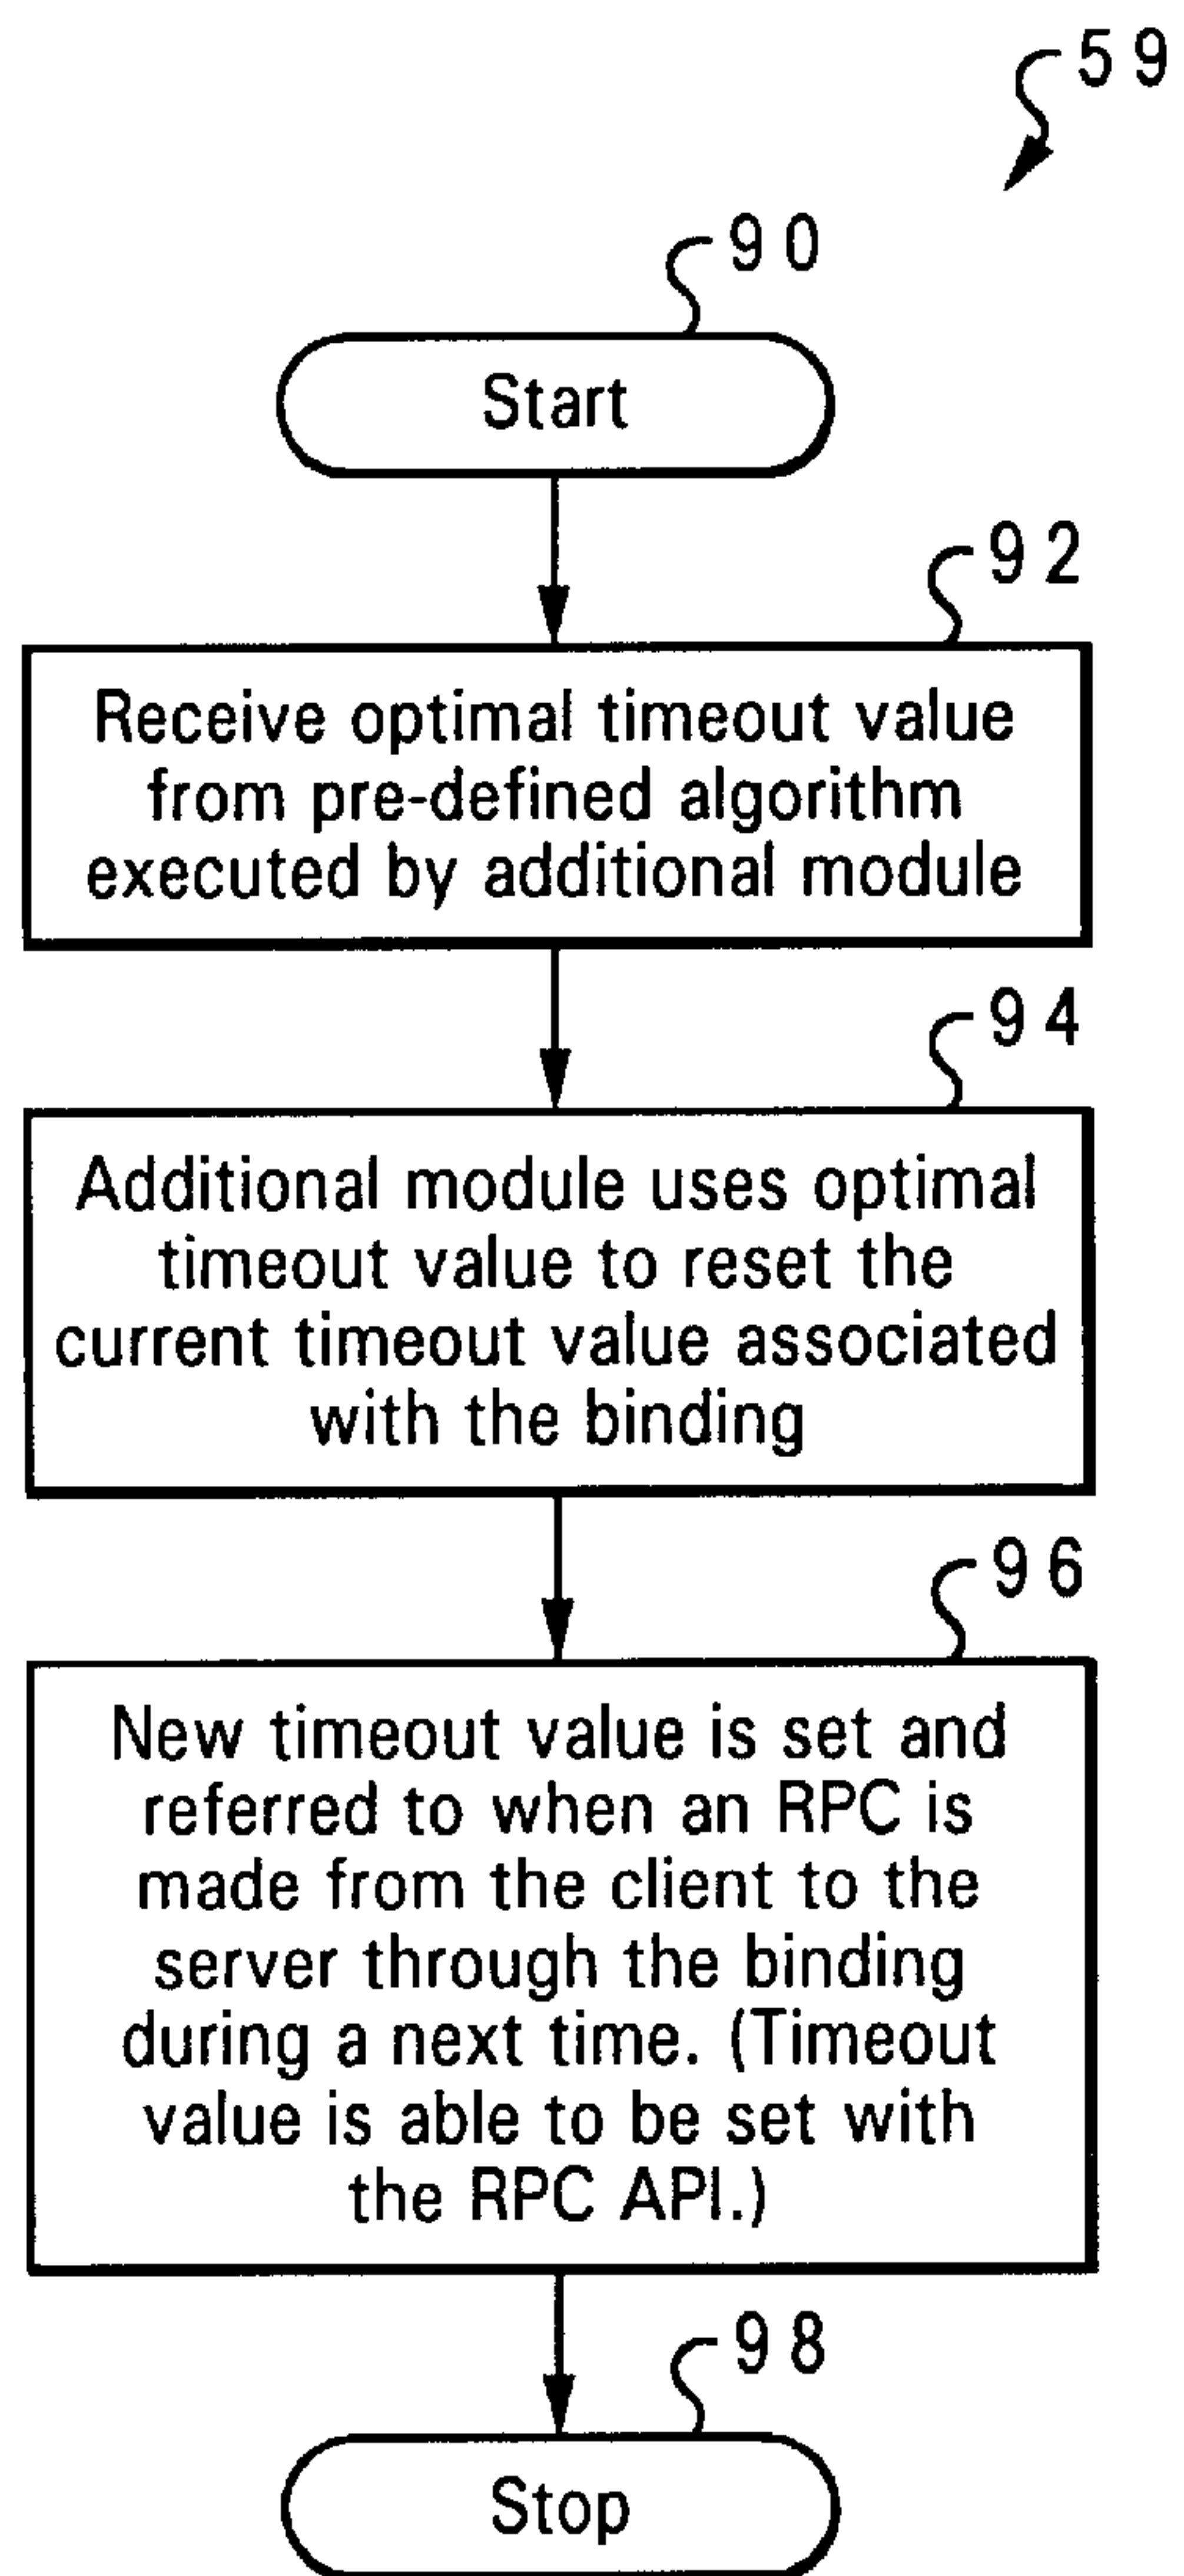 59
90
Start
92
Receive optimal timeout value
from pre-defined algorithm
executed by additional module
94
Additional module uses optimal
timeout value to reset the
current timeout value associated
with the binding
96
New timeout value is set and
referred to when an RPC is
made from the client to the
server through the binding
during a next time. (Timeout
value is able to be set with
the RPC API.)
98
Stop